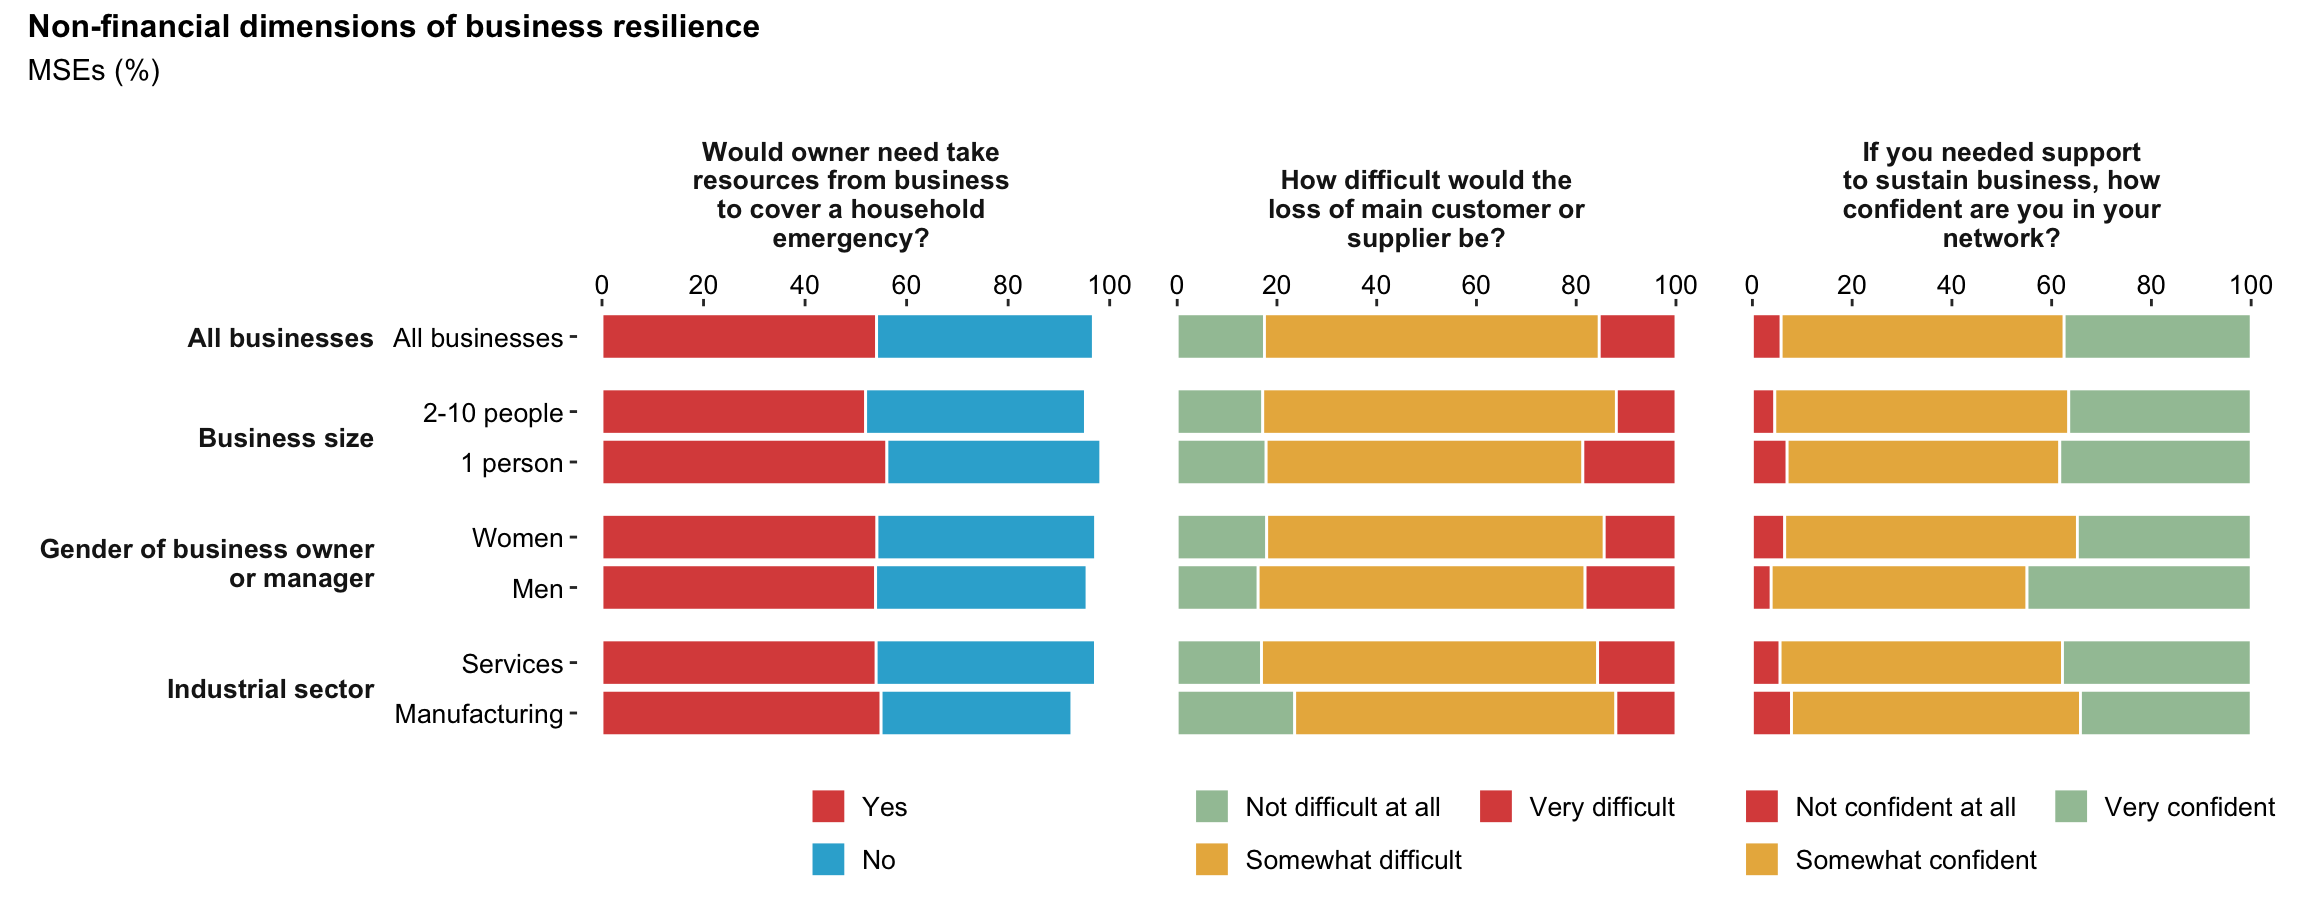 Non-financial dimensions of business resilience
MSEs (%)
Would owner need take
resources from business
to cover a household
emergency?
How difficult would the
loss of main customer or
supplier be?
If you needed support
to sustain business, how
confident are you in your
network?
0 20 40 60 80 100
0 20 40 60 80 100
0 20 40 60 80 100
All businesses
All businesses
Business size
2-10 people
1 person
Gender of business owner
or manager
Women
Men
Industrial sector
Services
Manufacturing
Yes
No
Not difficult at all
Very difficult
Somewhat difficult
Not confident at all
Very confident
Somewhat confident